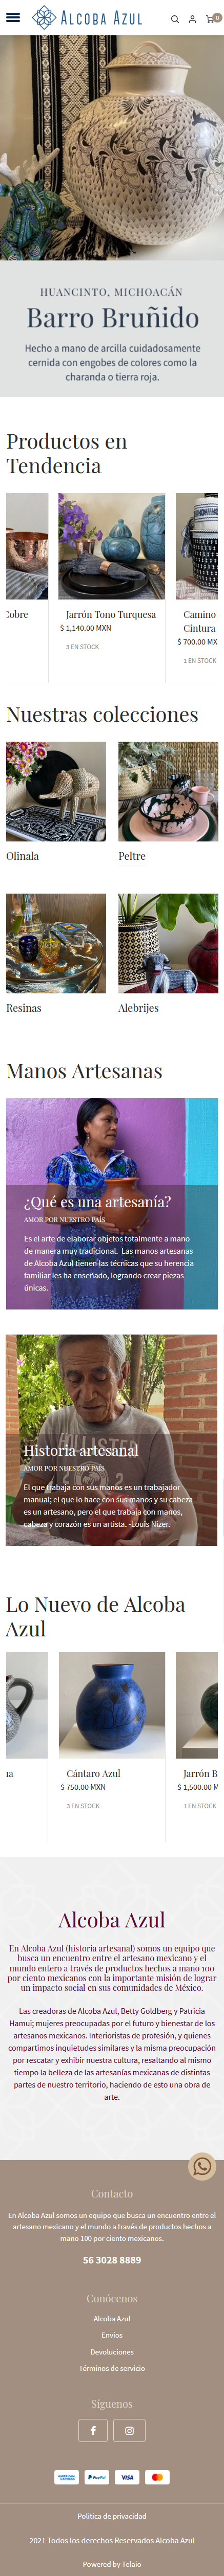 ALCOBA AZUL
0
HUANCINTO, MICHOACÁN
Barro Bruñido
Hecho a mano de arcilla cuidadosamente
cernida con engobes de colores como la
charanda o tierra roja.
Productos en
Tendencia
Cobre
Jarrón Tono Turquesa
$ 1,140.00 MXN
3 EN STOCK
Camino
Cintura
$ 700.00 MX
1 EN STOCK
Nuestras colecciones
Olinala
Peltre
Resinas
Alebrijes
Manos Artesanas
¿Qué es una artesanía?
AMOR POR NUESTRO PAÍS
Es el arte de elaborar objetos totalmente a mano
de manera muy tradicional. Las manos artesanas
de Alcoba Azul tienen las técnicas que su herencia
familiar les ha enseñado, logrando crear piezas
únicas.
HOLLISTER
Historia artesanal
AMOR POR NUESTRO PAÍS
El que trabaja con sus manos es un trabajador
manual; el que lo hace con sus manos y su cabeza
es un artesano, pero el que trabaja con manos,
cabeza y corazón es un artista. -Louis Nizer.
Lo Nuevo de Alcoba
Azul
ua
Cántaro Azul
$ 750.00 MXN
3 EN STOCK
Jarrón B
$ 1,500.00 M
1 EN STOCK
Alcoba Azul
En Alcoba Azul (historia artesanal) somos un equipo que
busca un encuentro entre el artesano mexicano y el
mundo entero a través de productos hechos a mano 100
por ciento mexicanos con la importante misión de lograr
un impacto social en sus comunidades de México.
Las creadoras de Alcoba Azul, Betty Goldberg y Patricia
Hamui; mujeres preocupadas por el futuro y bienestar de los
artesanos mexicanos. Interioristas de profesión, y quienes
compartimos inquietudes similares y la misma preocupación
por rescatar y exhibir nuestra cultura, resaltando al mismo
tiempo la belleza de las artesanías mexicanas de distintas
partes de nuestro territorio, haciendo de esto una obra de
arte.
Contacto
En Alcoba Azul somos un equipo que busca un encuentro entre el
artesano mexicano y el mundo a través de productos hechos a
mano 100 por ciento mexicanos.
56 3028 8889
Conócenos
Alcoba Azul
Envíos
Devoluciones
Términos de servicio
Síguenos
AMERICAN EXPRESS
PayPal
VISA
Política de privacidad
2021 Todos los derechos Reservados Alcoba Azul
Powered by Telaio